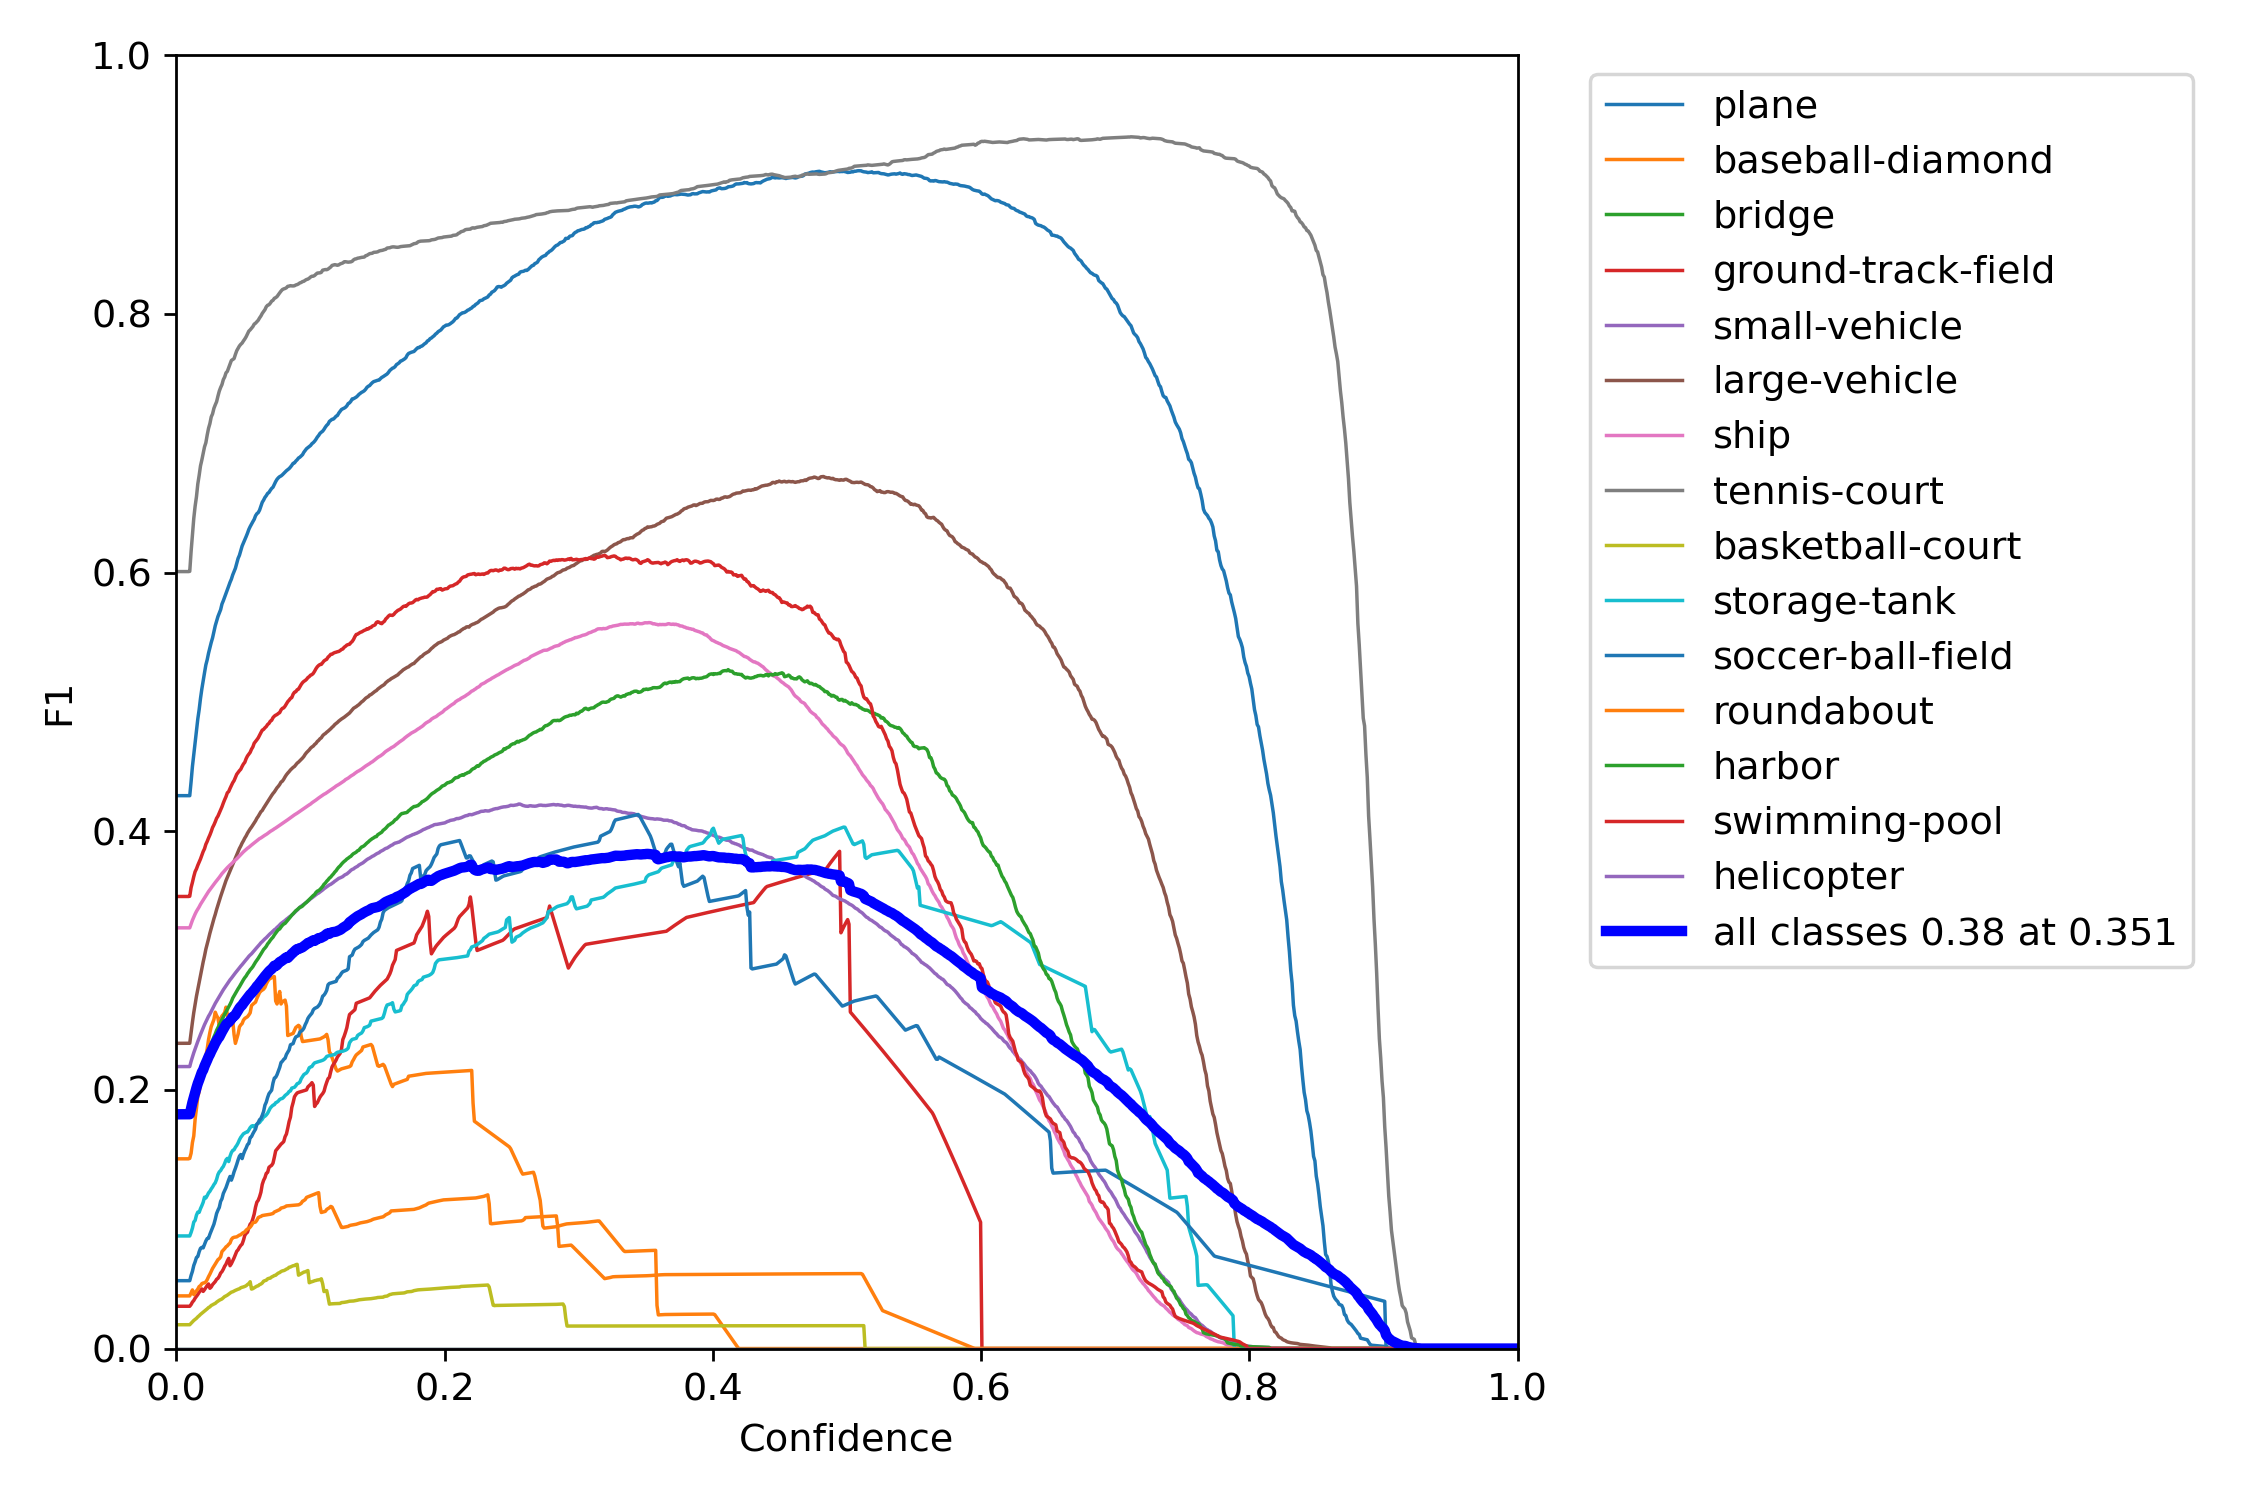 1.0
0.8
0.6
0.4
0.2
0.0
F1
0.0 0.2 0.4 0.6 0.8 1.0
Confidence
plane
baseball-diamond
bridge
ground-track-field
small-vehicle
large-vehicle
ship
tennis-court
basketball-court
storage-tank
soccer-ball-field
roundabout
harbor
swimming-pool
helicopter
all classes 0.38 at 0.351